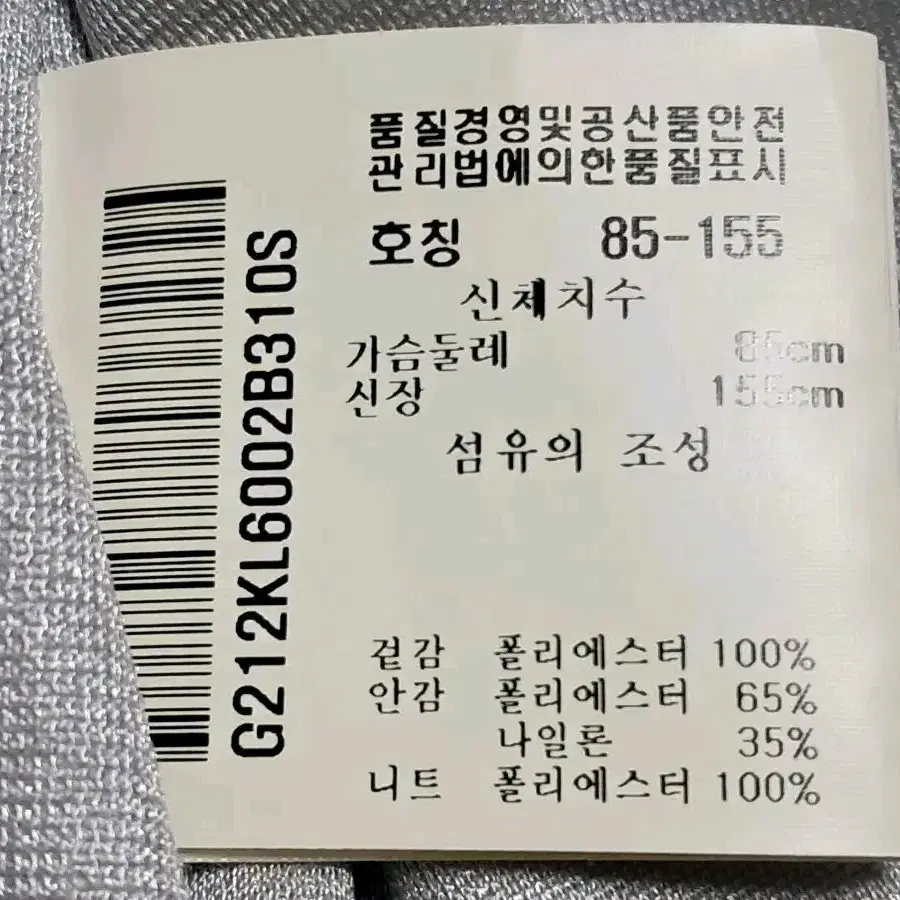 품질경영및공산품안전
관리법에의한품질표시
호칭 85-155
신체치수
가슴둘레 85cm
신장 155cm
섬유의 조성
겉감 폴리에스터 100%
안감 폴리에스터 65%
나일론 35%
니트 폴리에스터 100%
G212KL6002B310S